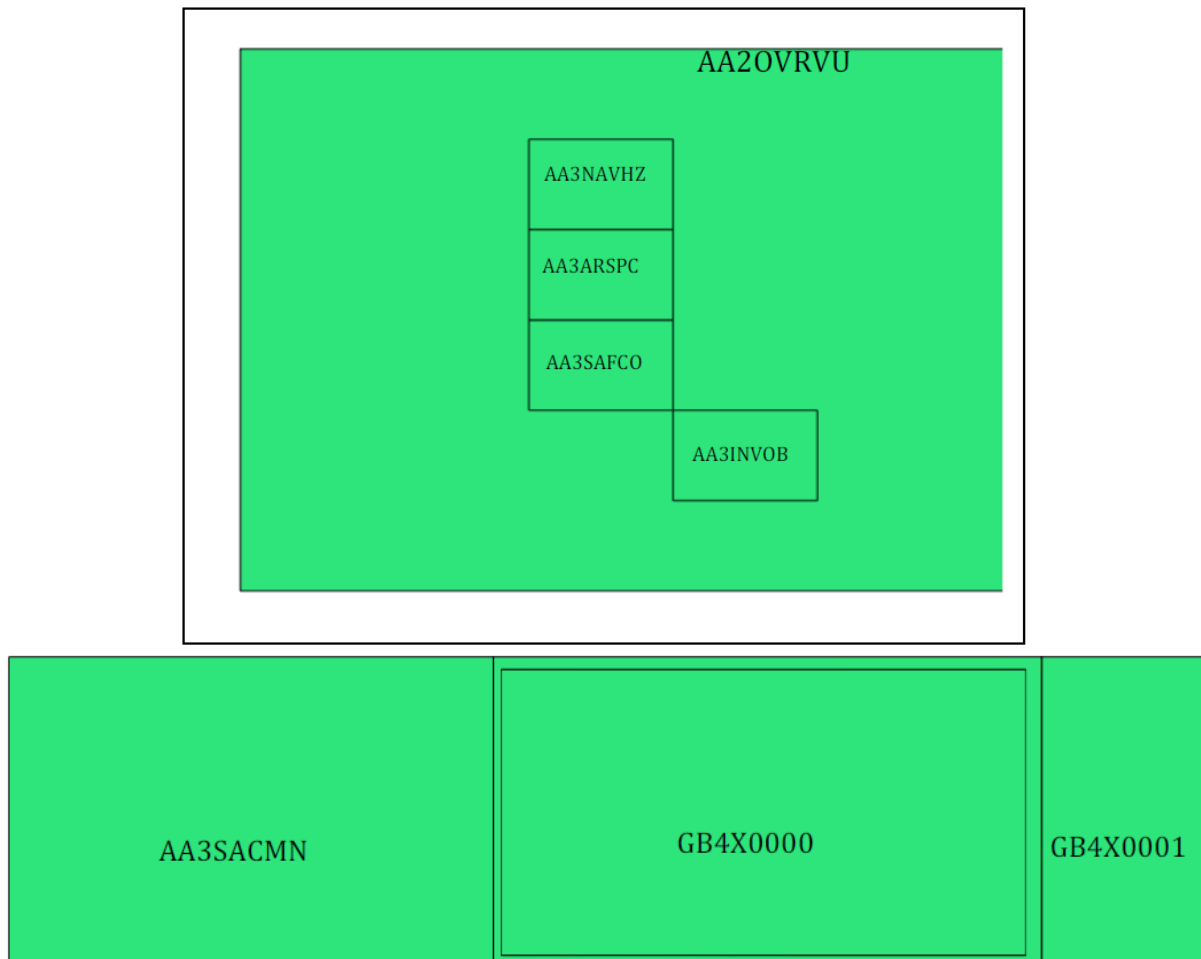 AA2OVRVU
AA3NAVHZ
AA3ARSPC
AA3SAFCO
AA3INVOB
AA3SACMN
GB4X0000
GB4X0001